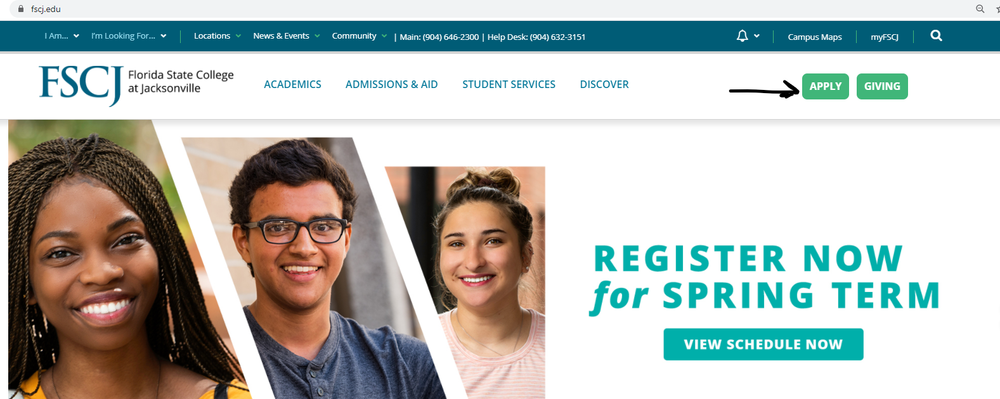 fscj.edu
I Am... I'm Looking For... Locations News & Events Community | Main: (904) 646-2300 | Help Desk: (904) 632-3151 Campus Maps myFSCJ
FSCJ Florida State College
at Jacksonville
ACADEMICS ADMISSIONS & AID STUDENT SERVICES DISCOVER APPLY GIVING
REGISTER NOW
for SPRING TERM
VIEW SCHEDULE NOW